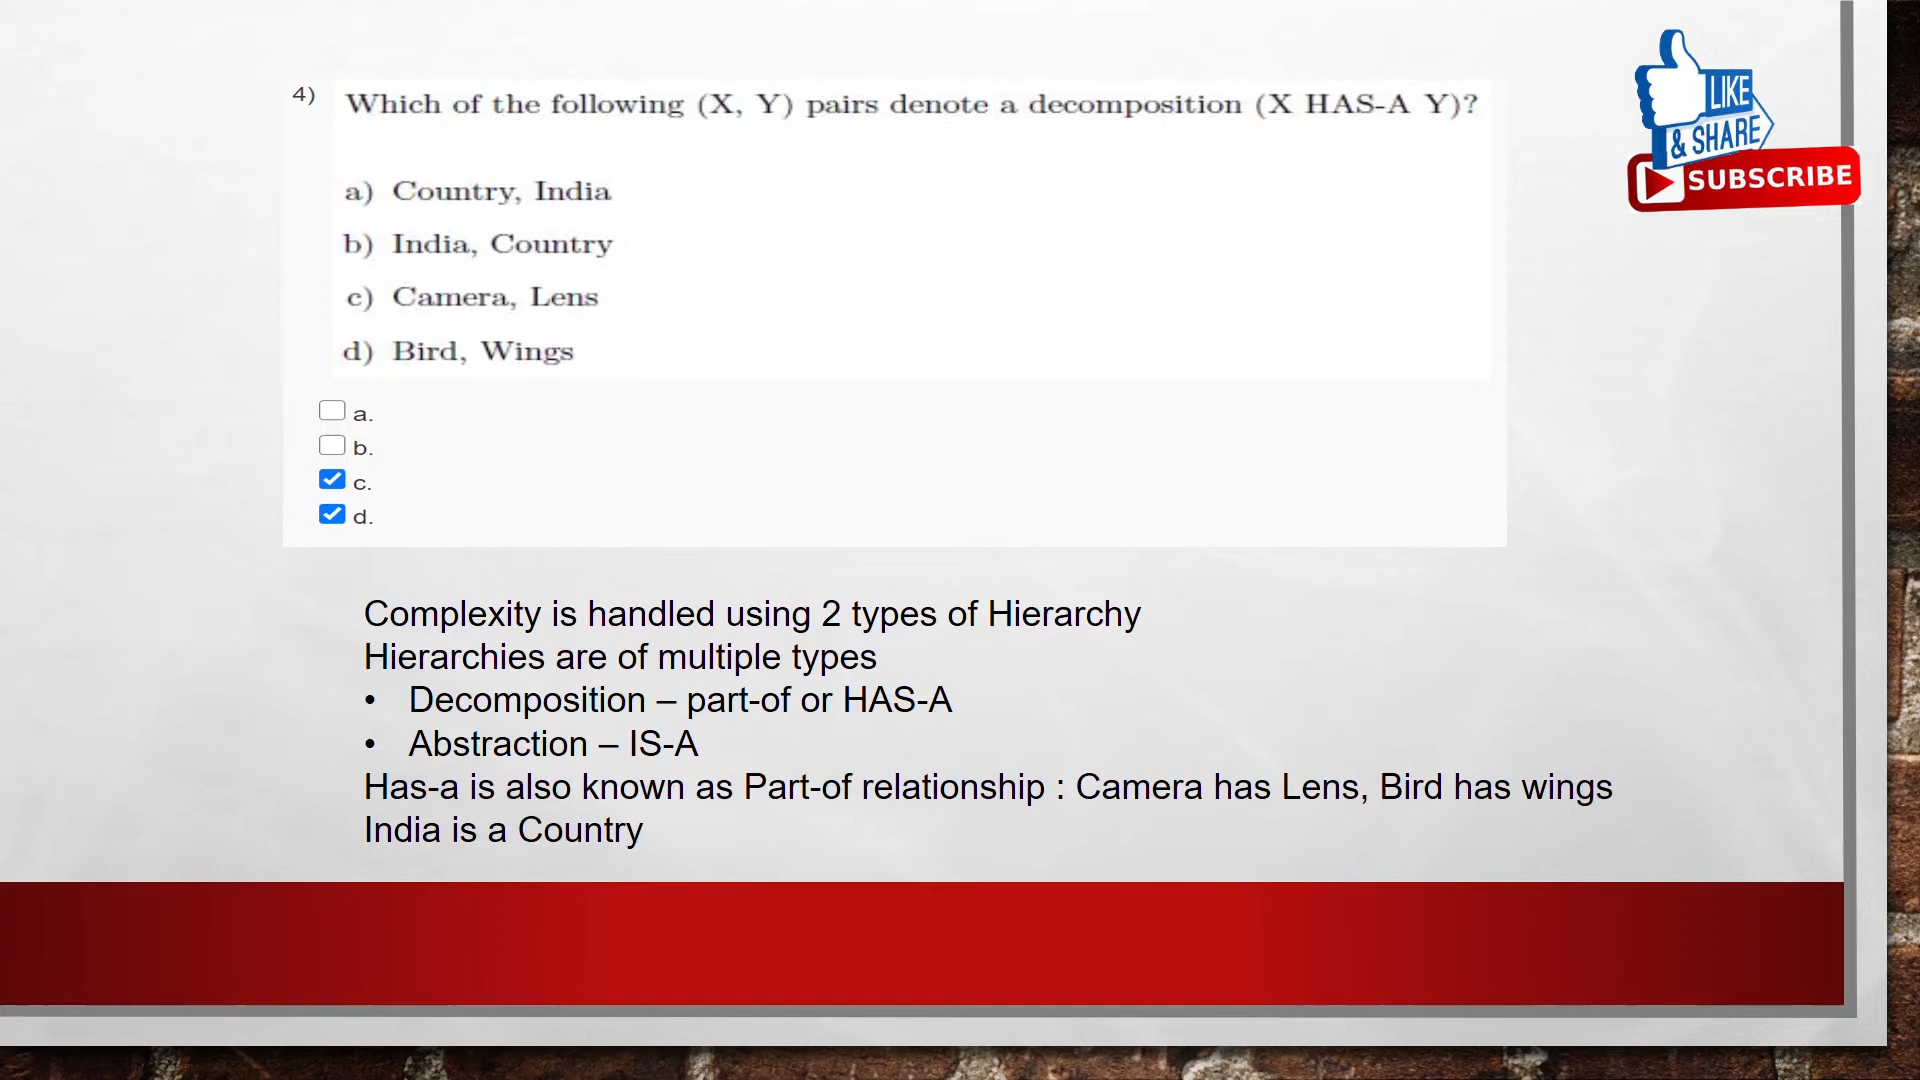 4) Which of the following (X, Y) pairs denote a decomposition (X HAS-A Y)?
a) Country, India
b) India, Country
c) Camera, Lens
d) Bird, Wings
a.
b.
c.
d.
LIKE
& SHARE
SUBSCRIBE
Complexity is handled using 2 types of Hierarchy
Hierarchies are of multiple types
• Decomposition – part-of or HAS-A
• Abstraction – IS-A
Has-a is also known as Part-of relationship : Camera has Lens, Bird has wings
India is a Country